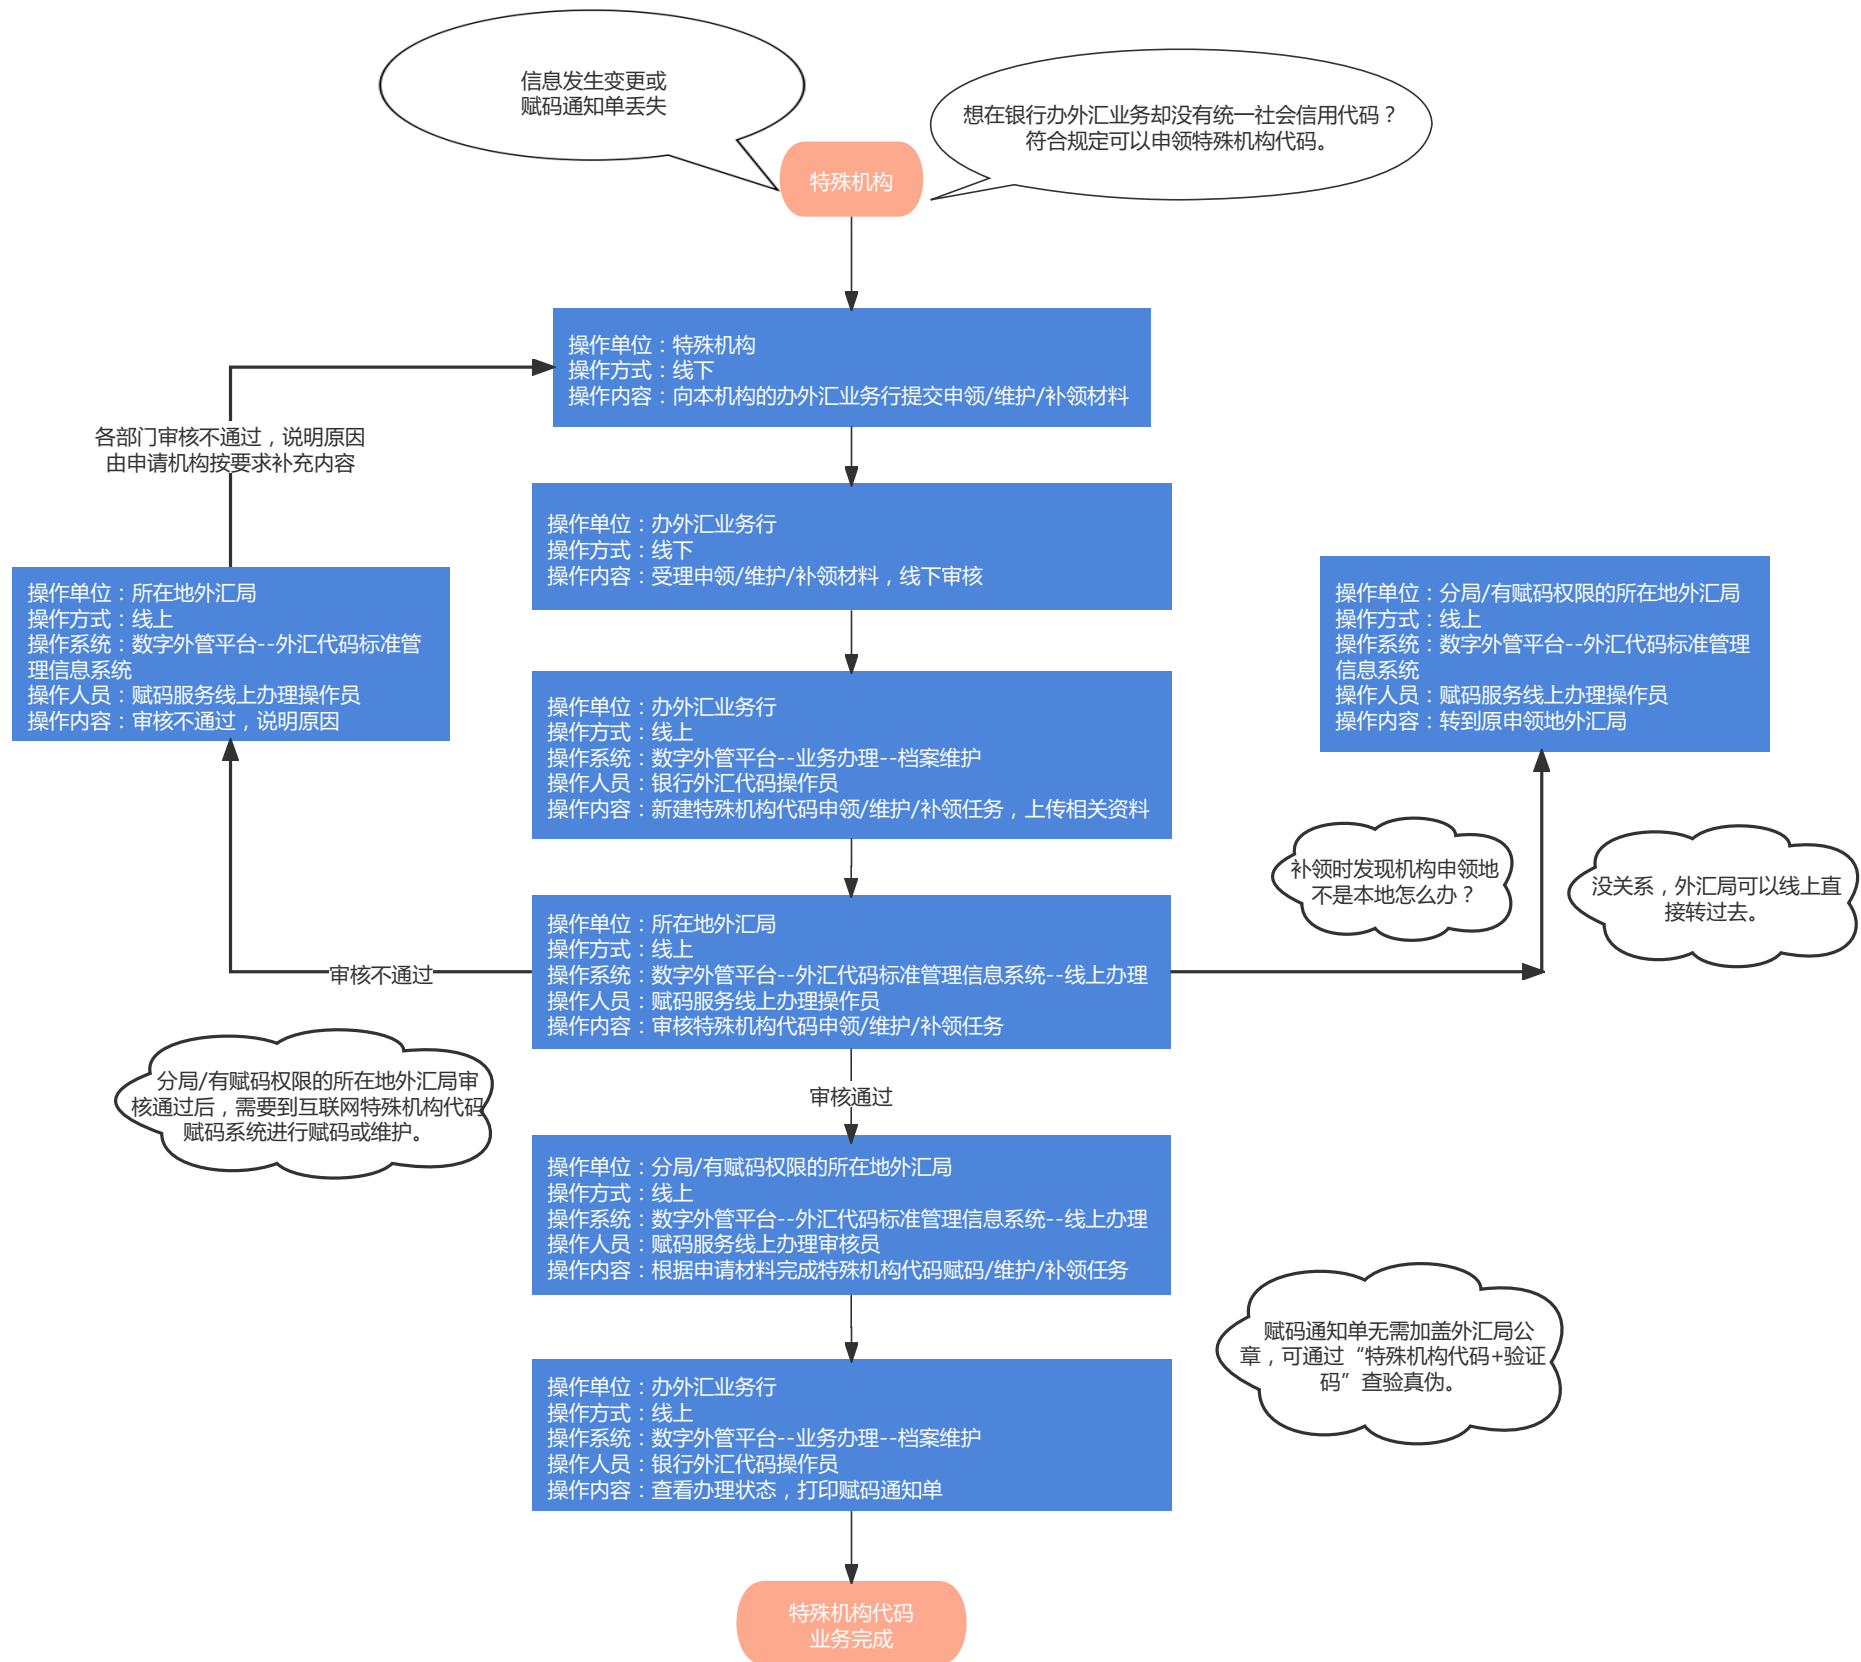 信息发生变更或
赋码通知单丢失
想在银行办外汇业务却没有统一社会信用代码？
符合规定可以申领特殊机构代码。
特殊机构
操作单位：特殊机构
操作方式：线下
操作内容：向本机构的办外汇业务行提交申领/维护/补领材料
各部门审核不通过，说明原因
由申请机构按要求补充内容
操作单位：办外汇业务行
操作方式：线下
操作内容：受理申领/维护/补领材料，线下审核
操作单位：所在地外汇局
操作方式：线上
操作系统：数字外管平台--外汇代码标准管
理信息系统
操作人员：赋码服务线上办理操作员
操作内容：审核不通过，说明原因
操作单位：分局/有赋码权限的所在地外汇局
操作方式：线上
操作系统：数字外管平台--外汇代码标准管理
信息系统
操作人员：赋码服务线上办理操作员
操作内容：转到原申领地外汇局
操作单位：办外汇业务行
操作方式：线上
操作系统：数字外管平台--业务办理--档案维护
操作人员：银行外汇代码操作员
操作内容：新建特殊机构代码申领/维护/补领任务，上传相关资料
补领时发现机构申领地
不是本地怎么办？
没关系，外汇局可以线上直
接转过去。
操作单位：所在地外汇局
操作方式：线上
操作系统：数字外管平台--外汇代码标准管理信息系统--线上办理
操作人员：赋码服务线上办理操作员
操作内容：审核特殊机构代码申领/维护/补领任务
审核不通过
分局/有赋码权限的所在地外汇局审
核通过后，需要到互联网特殊机构代码
赋码系统进行赋码或维护。
审核通过
操作单位：分局/有赋码权限的所在地外汇局
操作方式：线上
操作系统：数字外管平台--外汇代码标准管理信息系统--线上办理
操作人员：赋码服务线上办理审核员
操作内容：根据申请材料完成特殊机构代码赋码/维护/补领任务
赋码通知单无需加盖外汇局公
章，可通过“特殊机构代码+验证
码”查验真伪。
操作单位：办外汇业务行
操作方式：线上
操作系统：数字外管平台--业务办理--档案维护
操作人员：银行外汇代码操作员
操作内容：查看办理状态，打印赋码通知单
特殊机构代码
业务完成